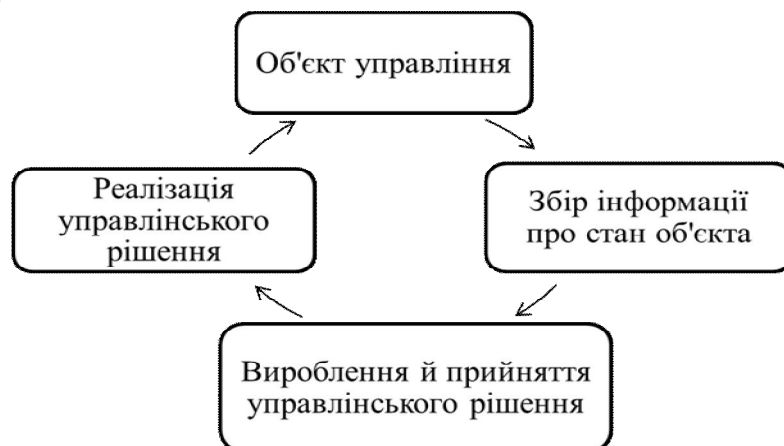 Об'єкт управління
Реалізація
управлінського
рішення
Збір інформації
про стан об'єкта
Вироблення й прийняття
управлінського рішення